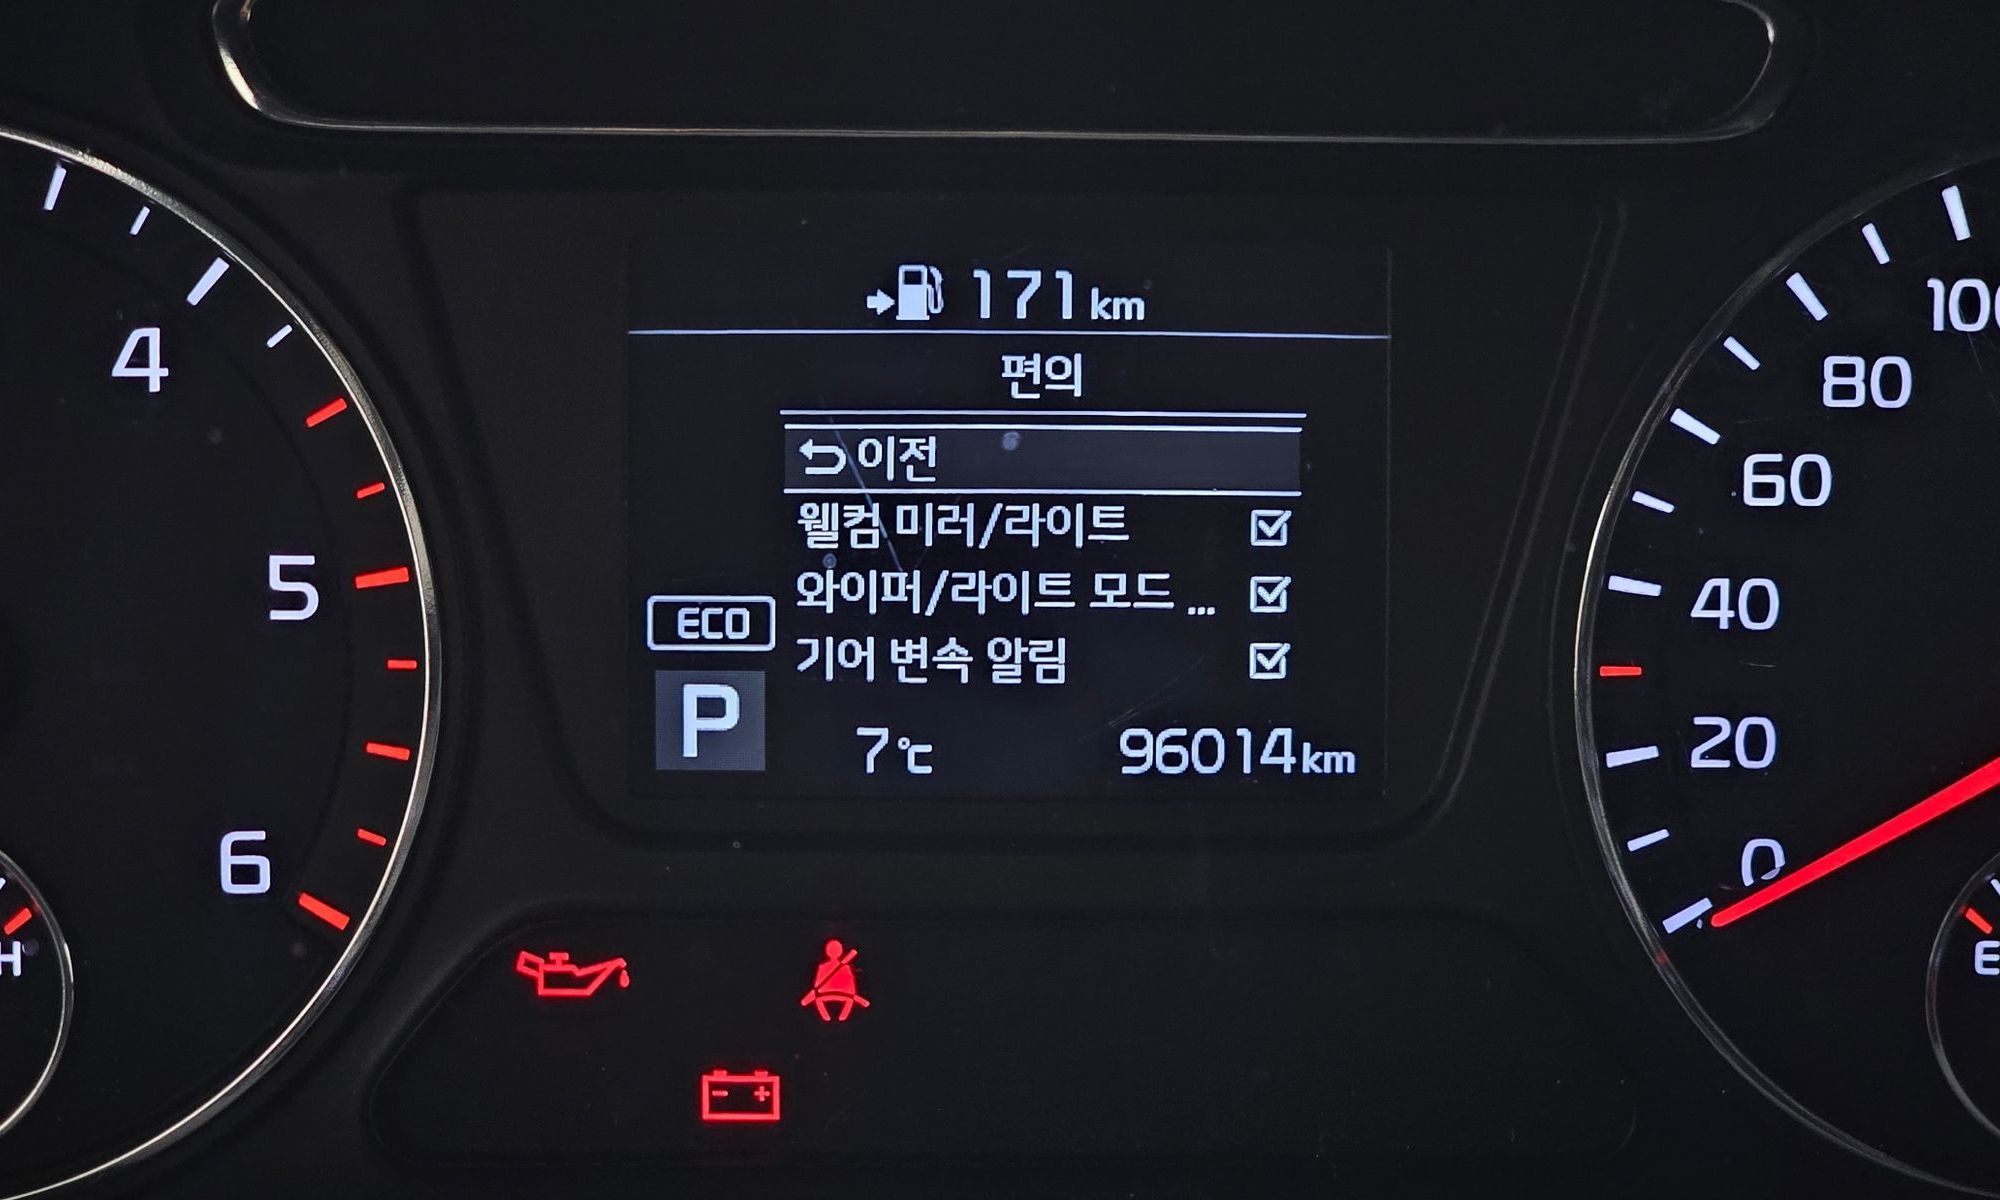 171km
편의
이전
웰컴 미러/라이트
와이퍼/라이트 모드 ...
기어 변속 알림
ECO
P
7℃
96014km
4
5
6
H
100
80
60
40
20
0
E
- +